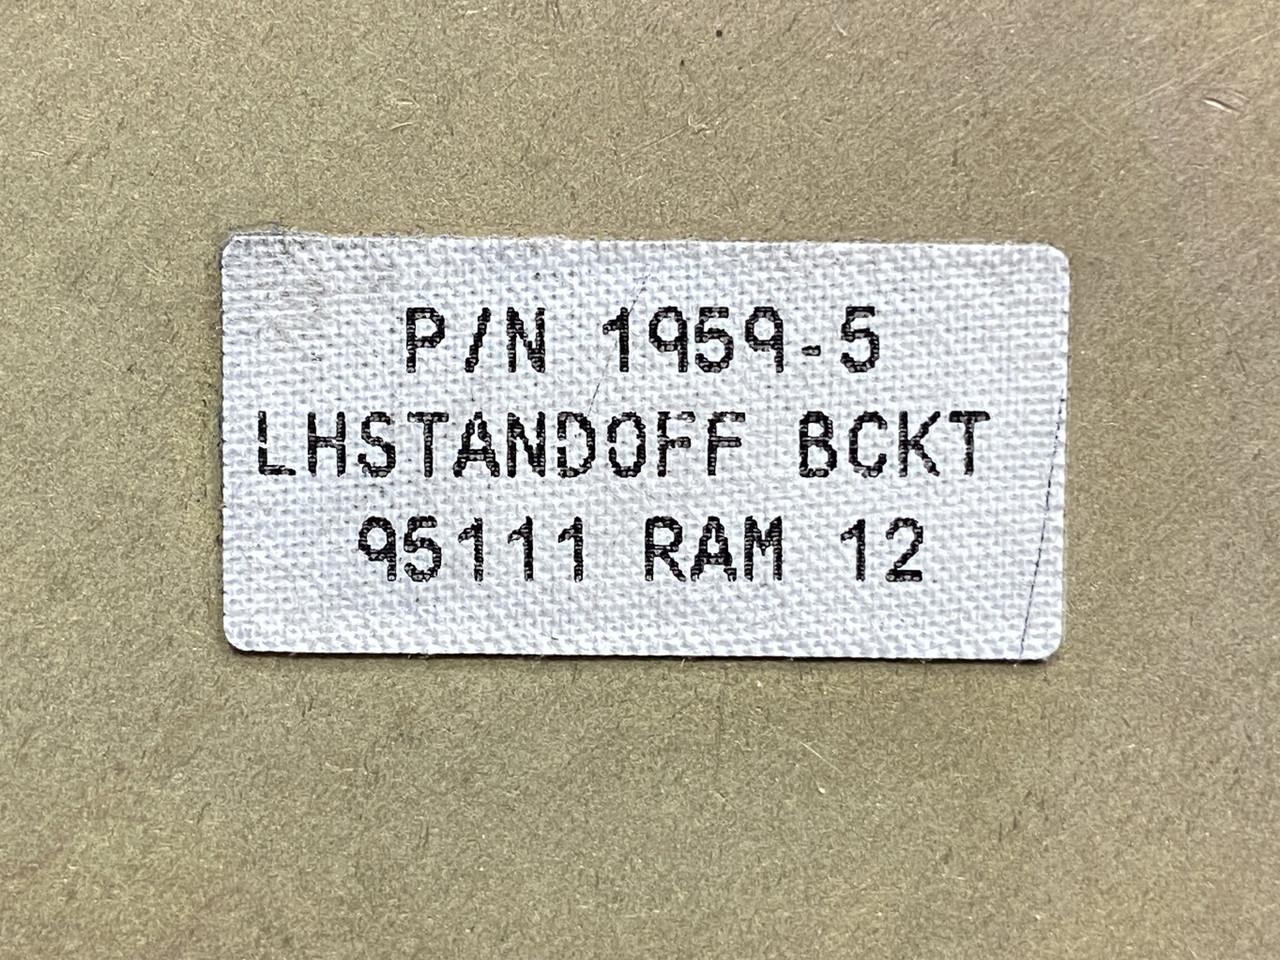 P/N 1959-5
LHSTANDOFF BCKT
95111 RAM 12